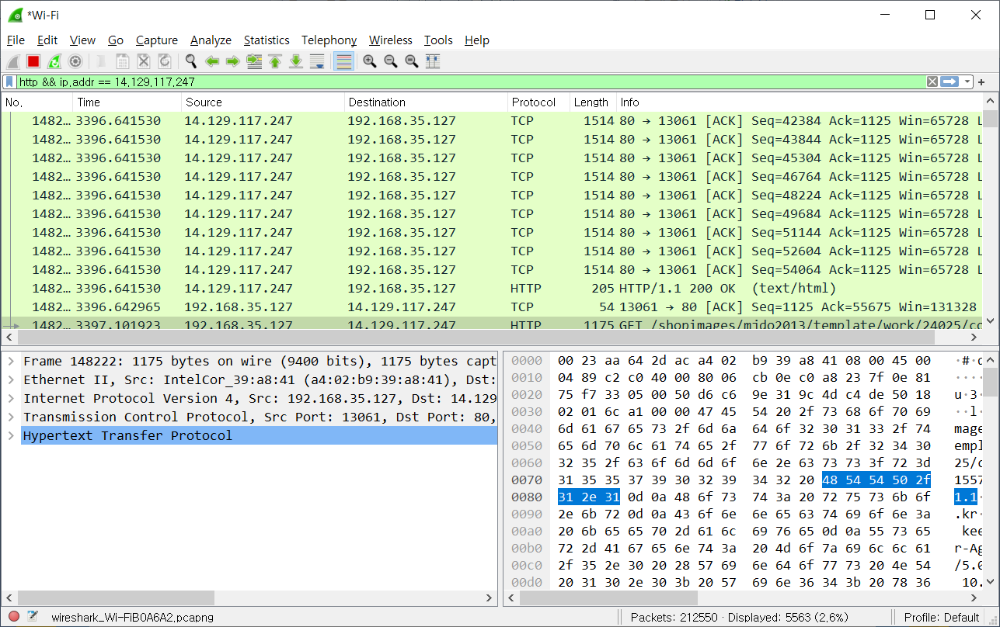 *Wi-Fi
File Edit View Go Capture Analyze Statistics Telephony Wireless Tools Help
http && ip.addr == 14.129.117.247
No. Time Source Destination Protocol Length Info
1482… 3396.641530 14.129.117.247 192.168.35.127 TCP 1514 80 → 13061 [ACK] Seq=42384 Ack=1125 Win=65728 L
1482… 3396.641530 14.129.117.247 192.168.35.127 TCP 1514 80 → 13061 [ACK] Seq=43844 Ack=1125 Win=65728 L
1482… 3396.641530 14.129.117.247 192.168.35.127 TCP 1514 80 → 13061 [ACK] Seq=45304 Ack=1125 Win=65728 L
1482… 3396.641530 14.129.117.247 192.168.35.127 TCP 1514 80 → 13061 [ACK] Seq=46764 Ack=1125 Win=65728 L
1482… 3396.641530 14.129.117.247 192.168.35.127 TCP 1514 80 → 13061 [ACK] Seq=48224 Ack=1125 Win=65728 L
1482… 3396.641530 14.129.117.247 192.168.35.127 TCP 1514 80 → 13061 [ACK] Seq=49684 Ack=1125 Win=65728 L
1482… 3396.641530 14.129.117.247 192.168.35.127 TCP 1514 80 → 13061 [ACK] Seq=51144 Ack=1125 Win=65728 L
1482… 3396.641530 14.129.117.247 192.168.35.127 TCP 1514 80 → 13061 [ACK] Seq=52604 Ack=1125 Win=65728 L
1482… 3396.641530 14.129.117.247 192.168.35.127 TCP 1514 80 → 13061 [ACK] Seq=54064 Ack=1125 Win=65728 L
1482… 3396.641530 14.129.117.247 192.168.35.127 HTTP 205 HTTP/1.1 200 OK (text/html)
1482… 3396.642965 192.168.35.127 14.129.117.247 TCP 54 13061 → 80 [ACK] Seq=1125 Ack=55675 Win=131328
1482… 3397.101923 192.168.35.127 14.129.117.247 HTTP 1175 GET /shopimages/mido2013/template/work/24025/co
Frame 148222: 1175 bytes on wire (9400 bits), 1175 bytes capt
Ethernet II, Src: IntelCor_39:a8:41 (a4:02:b9:39:a8:41), Dst:
Internet Protocol Version 4, Src: 192.168.35.127, Dst: 14.129
Transmission Control Protocol, Src Port: 13061, Dst Port: 80,
Hypertext Transfer Protocol
0000 00 23 aa 64 2d ac a4 02 b9 39 a8 41 08 00 45 00 ·#·d
0010 04 89 c2 c0 40 00 80 06 cb 0e c0 a8 23 7f 0e 81 ····
0020 75 f7 33 05 00 50 d6 c6 9e 31 9c 4d c4 de 50 18 u·3·
0030 02 01 6c a1 00 00 47 45 54 20 2f 73 68 6f 70 69 ··l·
0040 6d 61 67 65 73 2f 6d 6a 64 6f 32 30 31 33 2f 74 mage
0050 65 6d 70 6c 61 74 65 2f 77 6f 72 6b 2f 32 34 30 empl
0060 32 35 2f 63 6f 6d 6d 6f 6e 2e 63 73 73 3f 72 3d 25/c
0070 31 35 35 37 39 30 32 39 34 32 20 48 54 54 50 2f 1557
0080 31 2e 31 0d 0a 48 6f 73 74 3a 20 72 75 73 6b 6f 1.1·
0090 2e 6b 72 0d 0a 43 6f 6e 6e 65 63 74 69 6f 6e 3a .kr·
00a0 20 6b 65 65 70 2d 61 6c 69 76 65 0d 0a 55 73 65 kee
00b0 72 2d 41 67 65 6e 74 3a 20 4d 6f 7a 69 6c 6c 61 r-Ag
00c0 2f 35 2e 30 20 28 57 69 6e 64 6f 77 73 20 4e 54 /5.0
00d0 20 31 30 2e 30 3b 20 57 69 6e 36 34 3b 20 78 36 10.
wireshark_Wi-FiB0A6A2.pcapng Packets: 212550 · Displayed: 5563 (2.6%) Profile: Default